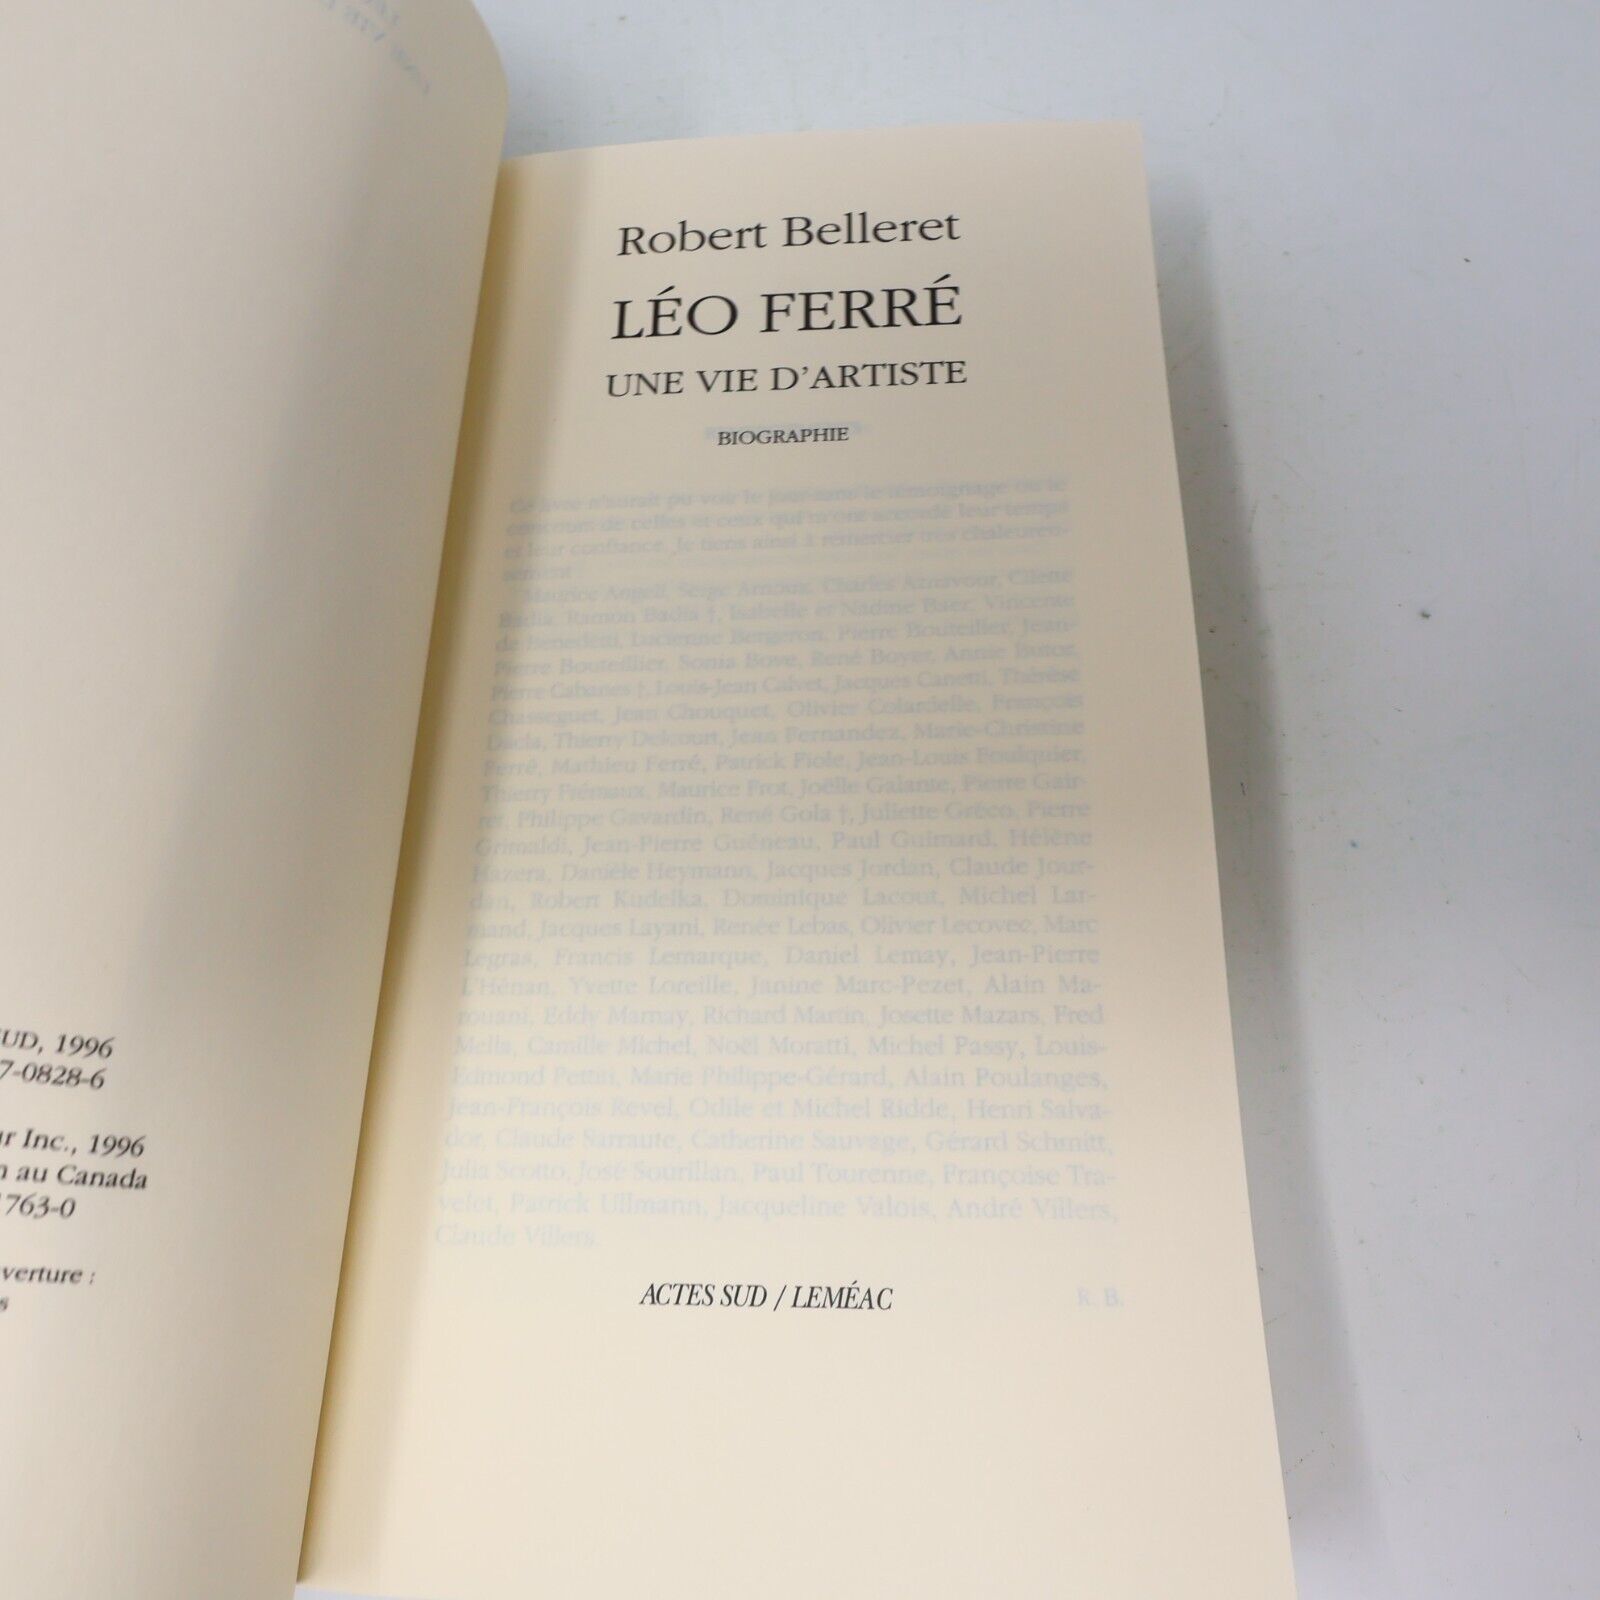 UD, 1996
7-0828-6
r Inc., 1996
au Canada
1763-0
verture :
s
Robert Belleret
LÉO FERRÉ
UNE VIE D'ARTISTE
BIOGRAPHIE
Ce livre n'aurait pu voir le jour sans le témoignage ou le
concours de celles et ceux qui m'ont accordé leur temps
et leur confiance. Je tiens ainsi à remercier très chaleureu-
sement
Maurice Angeli, Serge Arnoux, Charles Aznavour, Cilette
Badia, Ramon Badia †, Isabelle et Nadine Baer, Vincente
de Benedetti, Lucienne Bergeron, Pierre Bouteiller, Jean-
Pierre Bouteillier, Sonia Bove, René Boyer, Annie Butor,
Pierre Cabanes †, Louis-Jean Calvet, Jacques Canetti, Thérèse
Chasseguet, Jean Chouquet, Olivier Colardelle, François
Dacla, Thierry Delcourt, Jean Fernandez, Marie-Christine
Ferré, Mathieu Ferré, Patrick Fiole, Jean-Louis Foulquier,
Thierry Frémaux, Maurice Frot, Joëlle Galante, Pierre Gair-
ret, Philippe Gavardin, René Gola †, Juliette Gréco, Pierre
Grimaldi, Jean-Pierre Guéneau, Paul Guimard, Hélène
Hazera, Danièle Heymann, Jacques Jordan, Claude Jour-
dan, Robert Kudelka, Dominique Lacout, Michel Lar-
mand, Jacques Layani, Renée Lebas, Olivier Lecovec, Marc
Legras, Francis Lemarque, Daniel Lemay, Jean-Pierre
L'Hénan, Yvette Loreille, Janine Marc-Pezet, Alain Ma-
rouani, Eddy Marnay, Richard Martin, Josette Mazars, Fred
Mella, Camille Michel, Noël Moratti, Michel Passy, Louis-
Edmond Pettiti, Marie Philippe-Gérard, Alain Poulanges,
Jean-François Revel, Odile et Michel Ridde, Henri Salva-
dor, Claude Sarraute, Catherine Sauvage, Gérard Schmitt,
Julia Scotto, José Sourillan, Paul Tourenne, Françoise Tra-
velet, Patrick Ullmann, Jacqueline Valois, André Villers,
Claude Villers.
R. B.
ACTES SUD / LEMÉAC